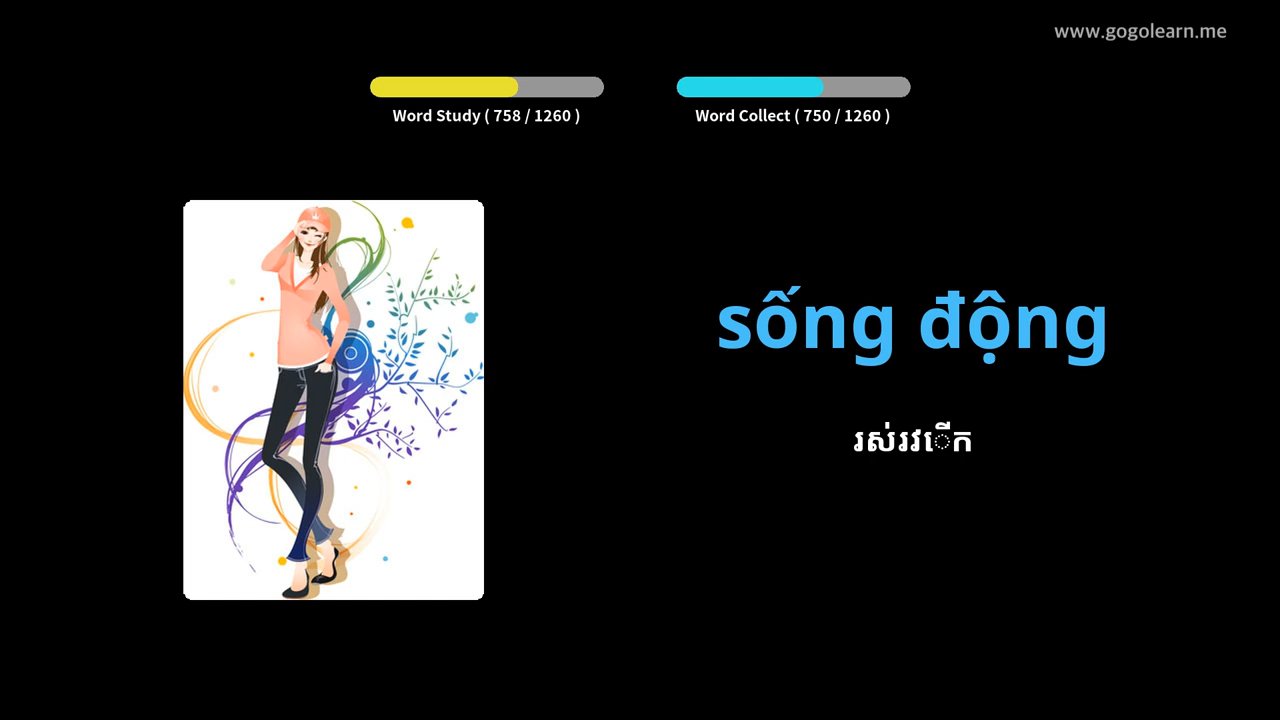 www.gogolearn.me
Word Study ( 758 / 1260 )
Word Collect ( 750 / 1260 )
sống động
រស់រវើក